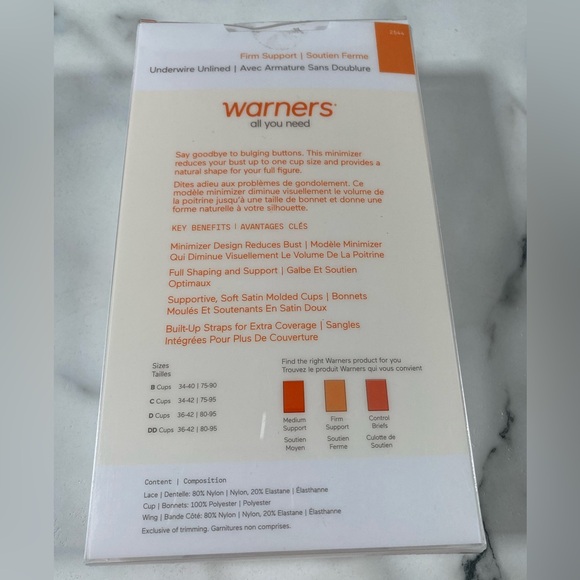 2044
Firm Support | Soutien Ferme
Underwire Unlined | Avec Armature Sans Doublure
warners
all you need
Say goodbye to bulging buttons. This minimizer
reduces your bust up to one cup size and provides a
natural shape for your full figure.
Dites adieu aux problèmes de gondolement. Ce
modèle minimizer diminue visuellement le volume de
la poitrine jusqu'à une taille de bonnet et donne une
forme naturelle à votre silhouette.
KEY BENEFITS | AVANTAGES CLÉS
Minimizer Design Reduces Bust | Modèle Minimizer
Qui Diminue Visuellement Le Volume De La Poitrine
Full Shaping and Support | Galbe Et Soutien
Optimaux
Supportive, Soft Satin Molded Cups | Bonnets
Moulés Et Soutenants En Satin Doux
Built-Up Straps for Extra Coverage | Sangles
Intégrées Pour Plus De Couverture
Sizes
Tailles
B Cups 34-40 | 75-90
C Cups 34-42 | 75-95
D Cups 36-42 | 80-95
DD Cups 36-42 | 80-95
Find the right Warners product for you
Trouvez le produit Warners qui vous convient
Medium
Support
Soutien
Moyen
Firm
Support
Soutien
Ferme
Control
Briefs
Culotte de
Soutien
Content | Composition
Lace | Dentelle: 80% Nylon | Nylon, 20% Elastane | Élasthanne
Cup | Bonnets: 100% Polyester | Polyester
Wing | Bande Côté: 80% Nylon | Nylon, 20% Elastane | Élasthanne
Exclusive of trimming. Garnitures non comprises.